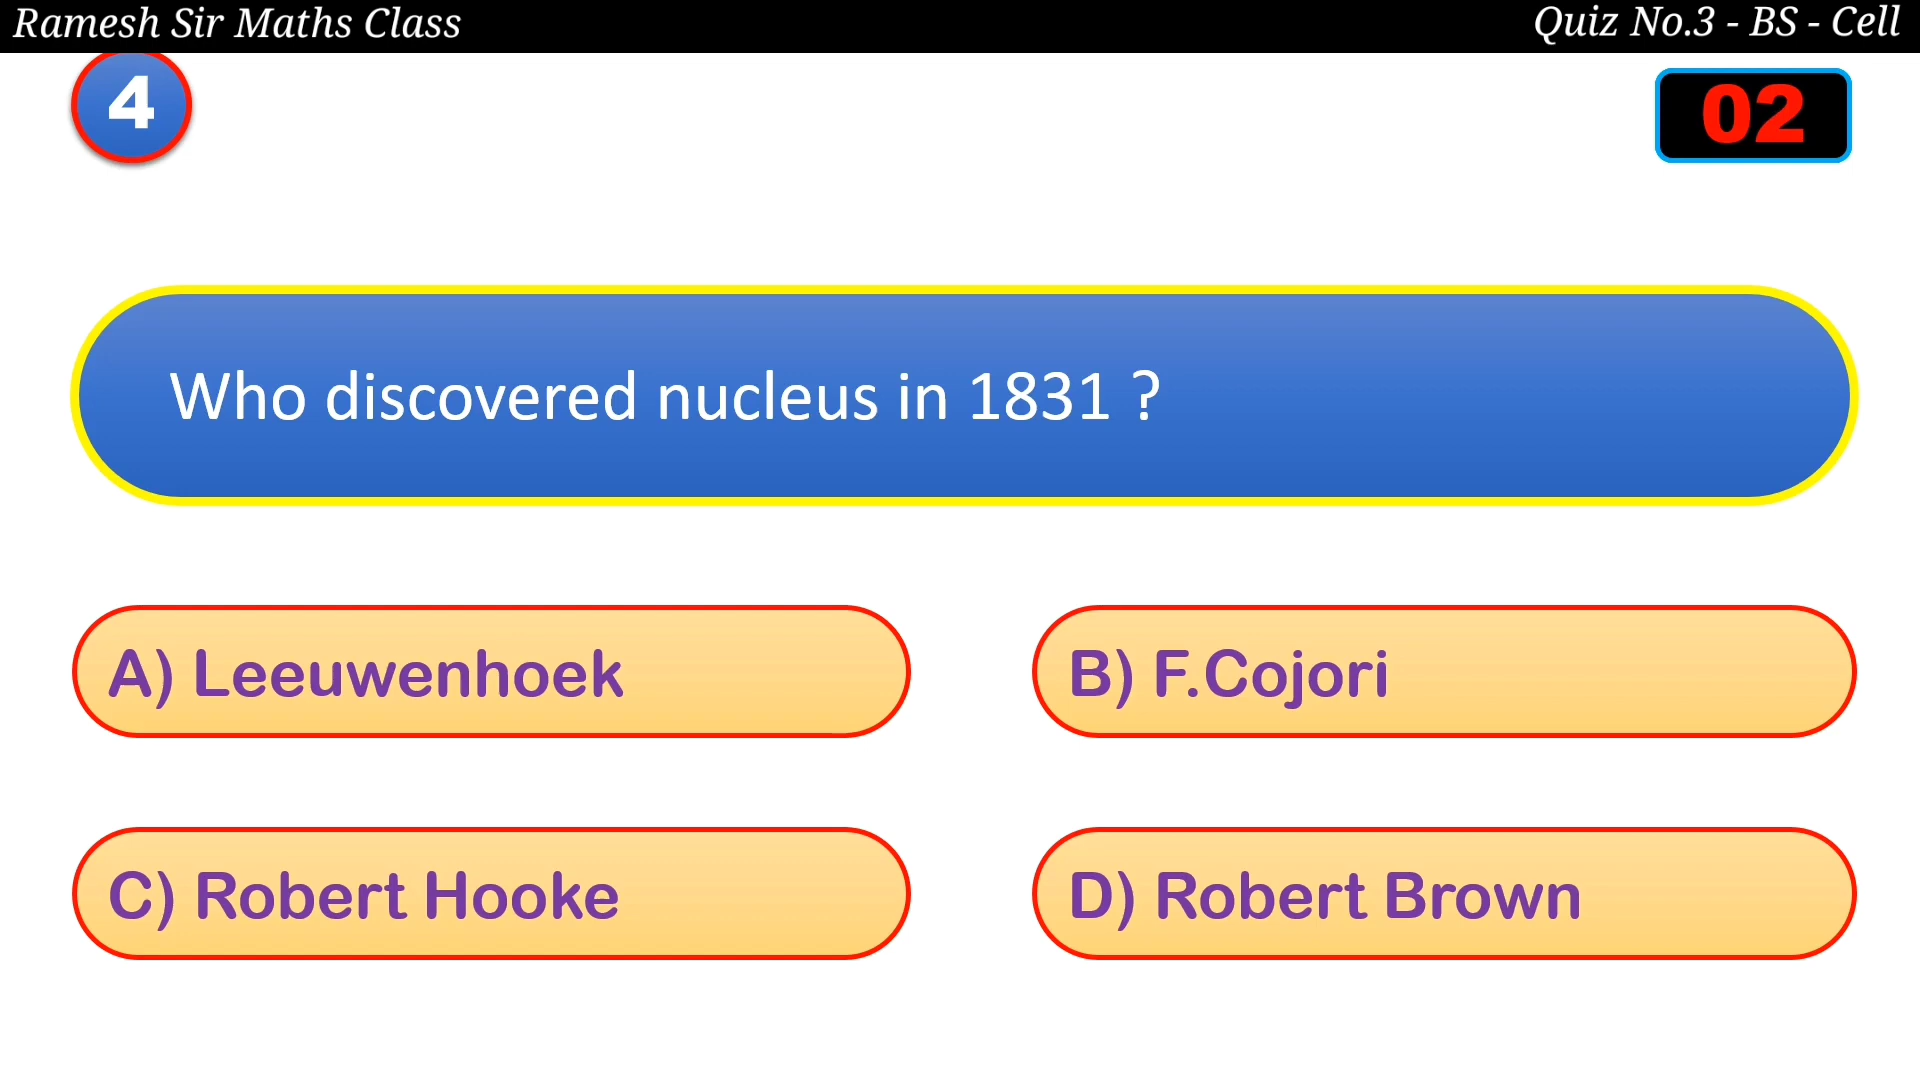 Ramesh Sir Maths Class
Quiz No.3 - BS - Cell
4
02
Who discovered nucleus in 1831 ?
A) Leeuwenhoek
B) F.Cojori
C) Robert Hooke
D) Robert Brown